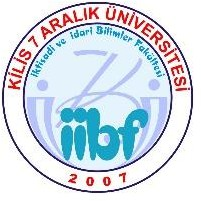 KİLİS 7 ARALIK ÜNİVERSİTESİ
İktisadi ve İdari Bilimler Fakültesi
iibf
2007